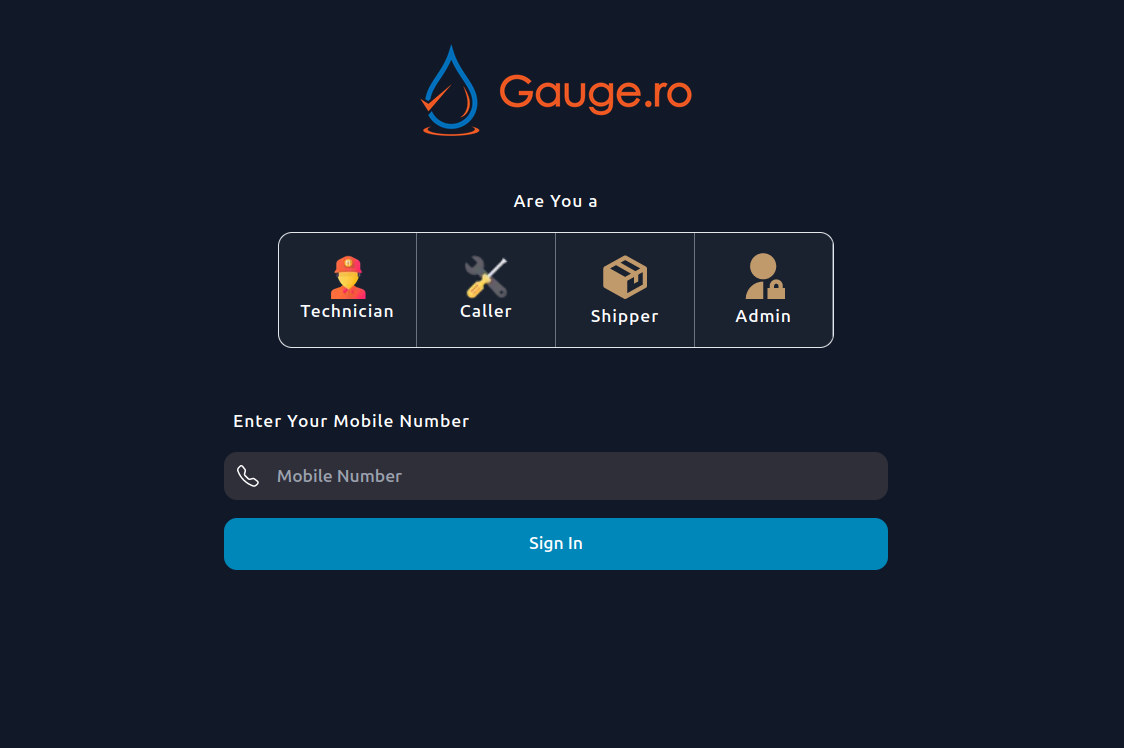 Gauge.ro
Are You a
Technician
Caller
Shipper
Admin
Enter Your Mobile Number
Mobile Number
Sign In